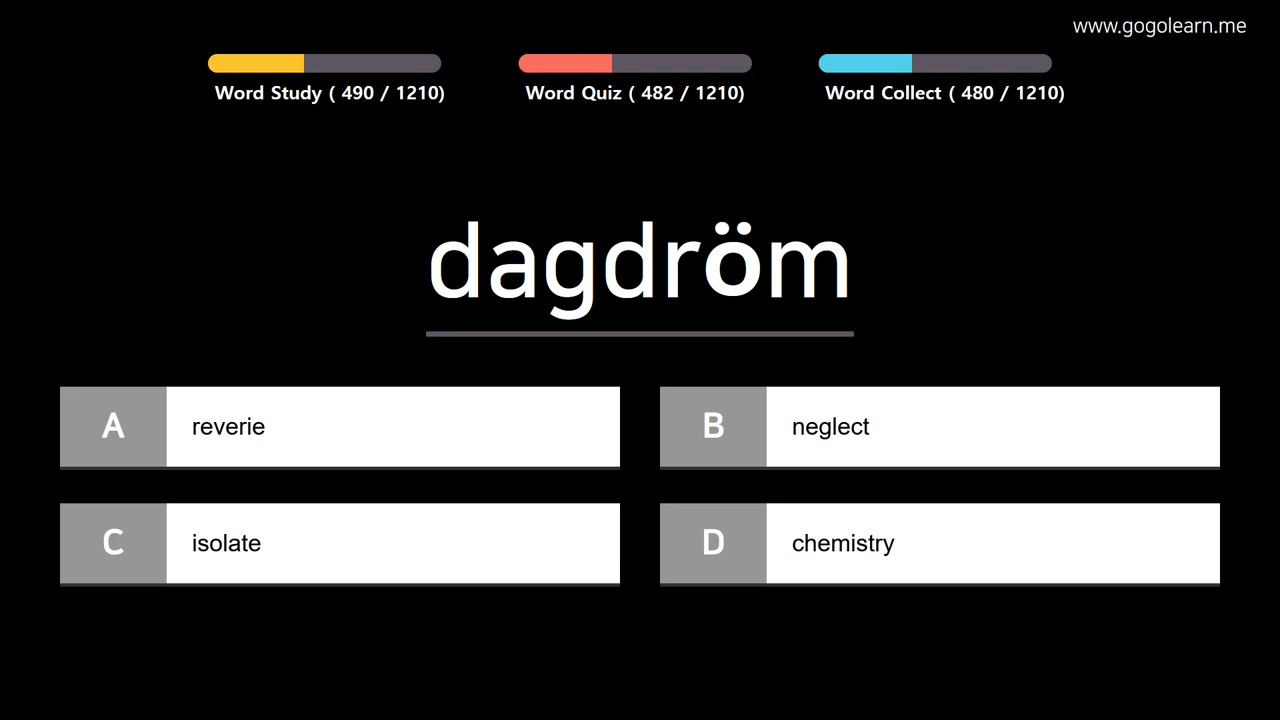 www.gogolearn.me
Word Study ( 490 / 1210)
Word Quiz ( 482 / 1210)
Word Collect ( 480 / 1210)
dagdröm
A reverie
B neglect
C isolate
D chemistry